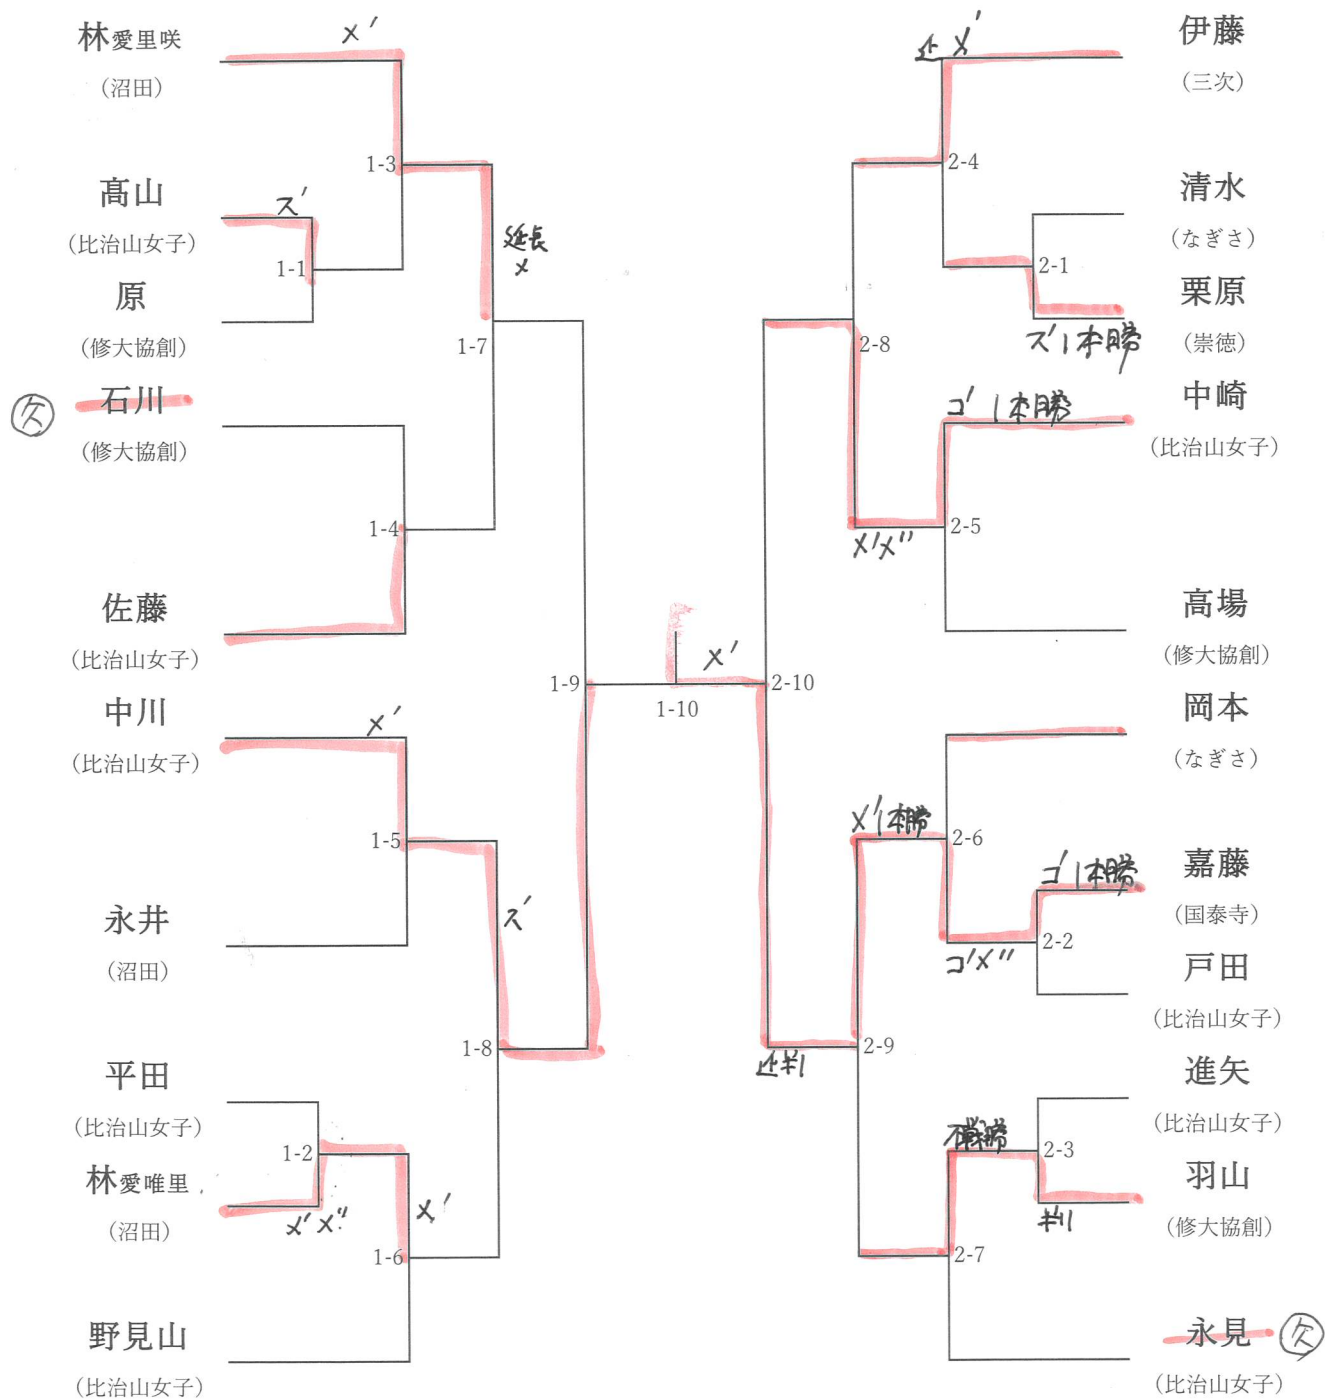 林愛里咲
(沼田)
メ'
1-3
髙山
(比治山女子)
1-1
原
(修大協創)
延長
メ
1-7
欠
石川
(修大協創)
1-4
佐藤
(比治山女子)
1-9
中川
(比治山女子)
メ'
1-5
永井
(沼田)
1-8
平田
(比治山女子)
1-2
林愛唯里
(沼田)
メ'メ''
メ'
1-6
野見山
(比治山女子)
メ'
1-10
伊藤
(三次)
メ'
2-4
清水
(なぎさ)
2-1
栗原
(崇徳)
1本勝
2-8
中崎
(比治山女子)
コ' 1本勝
メ'メ''
2-5
高場
(修大協創)
2-10
岡本
(なぎさ)
メ'1本勝
2-6
嘉藤
(国泰寺)
コ'1本勝
コ'メ''
2-2
戸田
(比治山女子)
2-9
進矢
(比治山女子)
不戦勝
2-3
羽山
(修大協創)
2-7
永見
欠
(比治山女子)